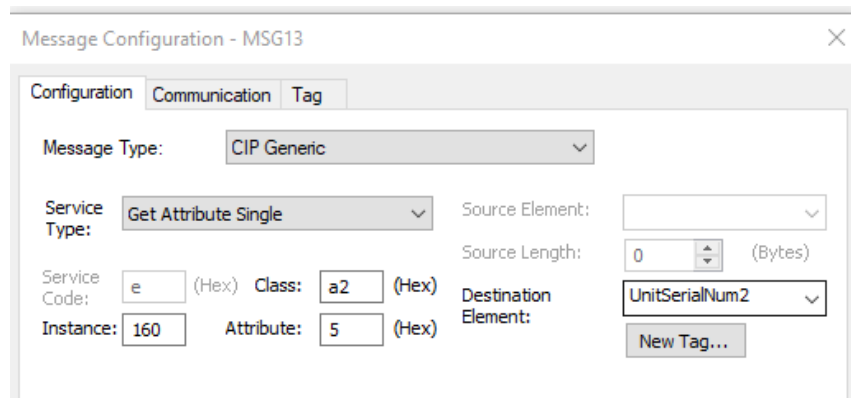 Message Configuration - MSG13
Configuration Communication Tag
Message Type: CIP Generic
Service Type: Get Attribute Single
Source Element:
Source Length: 0 (Bytes)
Service Code: e (Hex) Class: a2 (Hex)
Destination Element: UnitSerialNum2
Instance: 160 Attribute: 5 (Hex)
New Tag...